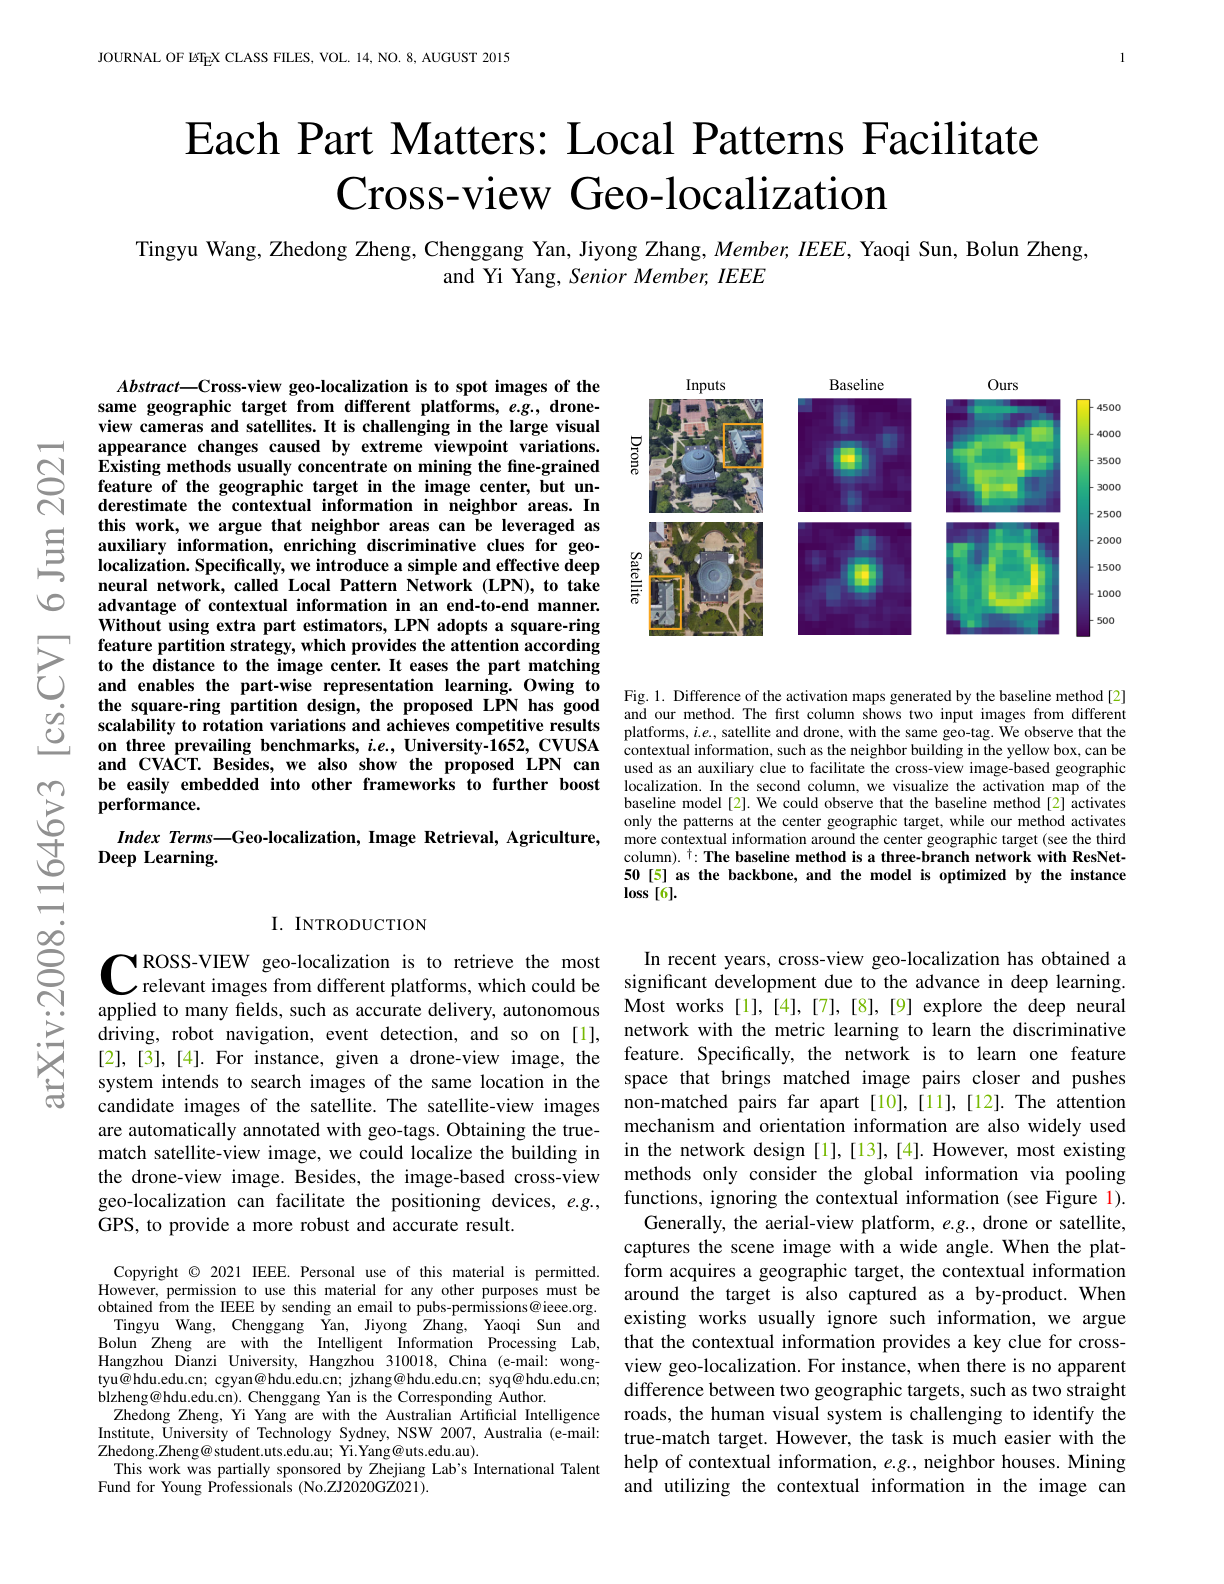 JOURNAL OF LATEX CLASS FILES, VOL. 14, NO. 8, AUGUST 2015
1
Each Part Matters: Local Patterns Facilitate
Cross-view Geo-localization
Tingyu Wang, Zhedong Zheng, Chenggang Yan, Jiyong Zhang, Member, IEEE, Yaoqi Sun, Bolun Zheng,
and Yi Yang, Senior Member, IEEE
arXiv:2008.11646v3 [cs.CV] 6 Jun 2021
Abstract—Cross-view geo-localization is to spot images of the
same geographic target from different platforms, e.g., drone-
view cameras and satellites. It is challenging in the large visual
appearance changes caused by extreme viewpoint variations.
Existing methods usually concentrate on mining the fine-grained
feature of the geographic target in the image center, but un-
derestimate the contextual information in neighbor areas. In
this work, we argue that neighbor areas can be leveraged as
auxiliary information, enriching discriminative clues for geo-
localization. Specifically, we introduce a simple and effective deep
neural network, called Local Pattern Network (LPN), to take
advantage of contextual information in an end-to-end manner.
Without using extra part estimators, LPN adopts a square-ring
feature partition strategy, which provides the attention according
to the distance to the image center. It eases the part matching
and enables the part-wise representation learning. Owing to
the square-ring partition design, the proposed LPN has good
scalability to rotation variations and achieves competitive results
on three prevailing benchmarks, i.e., University-1652, CVUSA
and CVACT. Besides, we also show the proposed LPN can
be easily embedded into other frameworks to further boost
performance.
Index Terms—Geo-localization, Image Retrieval, Agriculture,
Deep Learning.
I. INTRODUCTION
CROSS-VIEW geo-localization is to retrieve the most
relevant images from different platforms, which could be
applied to many fields, such as accurate delivery, autonomous
driving, robot navigation, event detection, and so on [1],
[2], [3], [4]. For instance, given a drone-view image, the
system intends to search images of the same location in the
candidate images of the satellite. The satellite-view images
are automatically annotated with geo-tags. Obtaining the true-
match satellite-view image, we could localize the building in
the drone-view image. Besides, the image-based cross-view
geo-localization can facilitate the positioning devices, e.g.,
GPS, to provide a more robust and accurate result.
Copyright © 2021 IEEE. Personal use of this material is permitted.
However, permission to use this material for any other purposes must be
obtained from the IEEE by sending an email to pubs-permissions@ieee.org.
Tingyu Wang, Chenggang Yan, Jiyong Zhang, Yaoqi Sun and
Bolun Zheng are with the Intelligent Information Processing Lab,
Hangzhou Dianzi University, Hangzhou 310018, China (e-mail: wong-
tyu@hdu.edu.cn; cgyan@hdu.edu.cn; jzhang@hdu.edu.cn; syq@hdu.edu.cn;
blzheng@hdu.edu.cn). Chenggang Yan is the Corresponding Author.
Zhedong Zheng, Yi Yang are with the Australian Artificial Intelligence
Institute, University of Technology Sydney, NSW 2007, Australia (e-mail:
Zhedong.Zheng@student.uts.edu.au; Yi.Yang@uts.edu.au).
This work was partially sponsored by Zhejiang Lab's International Talent
Fund for Young Professionals (No.ZJ2020GZ021).
Inputs
Baseline
Ours
Drone
Satellite
4500
4000
3500
3000
2500
2000
1500
1000
500
Fig. 1. Difference of the activation maps generated by the baseline method [2]
and our method. The first column shows two input images from different
platforms, i.e., satellite and drone, with the same geo-tag. We observe that the
contextual information, such as the neighbor building in the yellow box, can be
used as an auxiliary clue to facilitate the cross-view image-based geographic
localization. In the second column, we visualize the activation map of the
baseline model [2]. We could observe that the baseline method [2] activates
only the patterns at the center geographic target, while our method activates
more contextual information around the center geographic target (see the third
column). †: The baseline method is a three-branch network with ResNet-
50 [5] as the backbone, and the model is optimized by the instance
loss [6].
In recent years, cross-view geo-localization has obtained a
significant development due to the advance in deep learning.
Most works [1], [4], [7], [8], [9] explore the deep neural
network with the metric learning to learn the discriminative
feature. Specifically, the network is to learn one feature
space that brings matched image pairs closer and pushes
non-matched pairs far apart [10], [11], [12]. The attention
mechanism and orientation information are also widely used
in the network design [1], [13], [4]. However, most existing
methods only consider the global information via pooling
functions, ignoring the contextual information (see Figure 1).
Generally, the aerial-view platform, e.g., drone or satellite,
captures the scene image with a wide angle. When the plat-
form acquires a geographic target, the contextual information
around the target is also captured as a by-product. When
existing works usually ignore such information, we argue
that the contextual information provides a key clue for cross-
view geo-localization. For instance, when there is no apparent
difference between two geographic targets, such as two straight
roads, the human visual system is challenging to identify the
true-match target. However, the task is much easier with the
help of contextual information, e.g., neighbor houses. Mining
and utilizing the contextual information in the image can